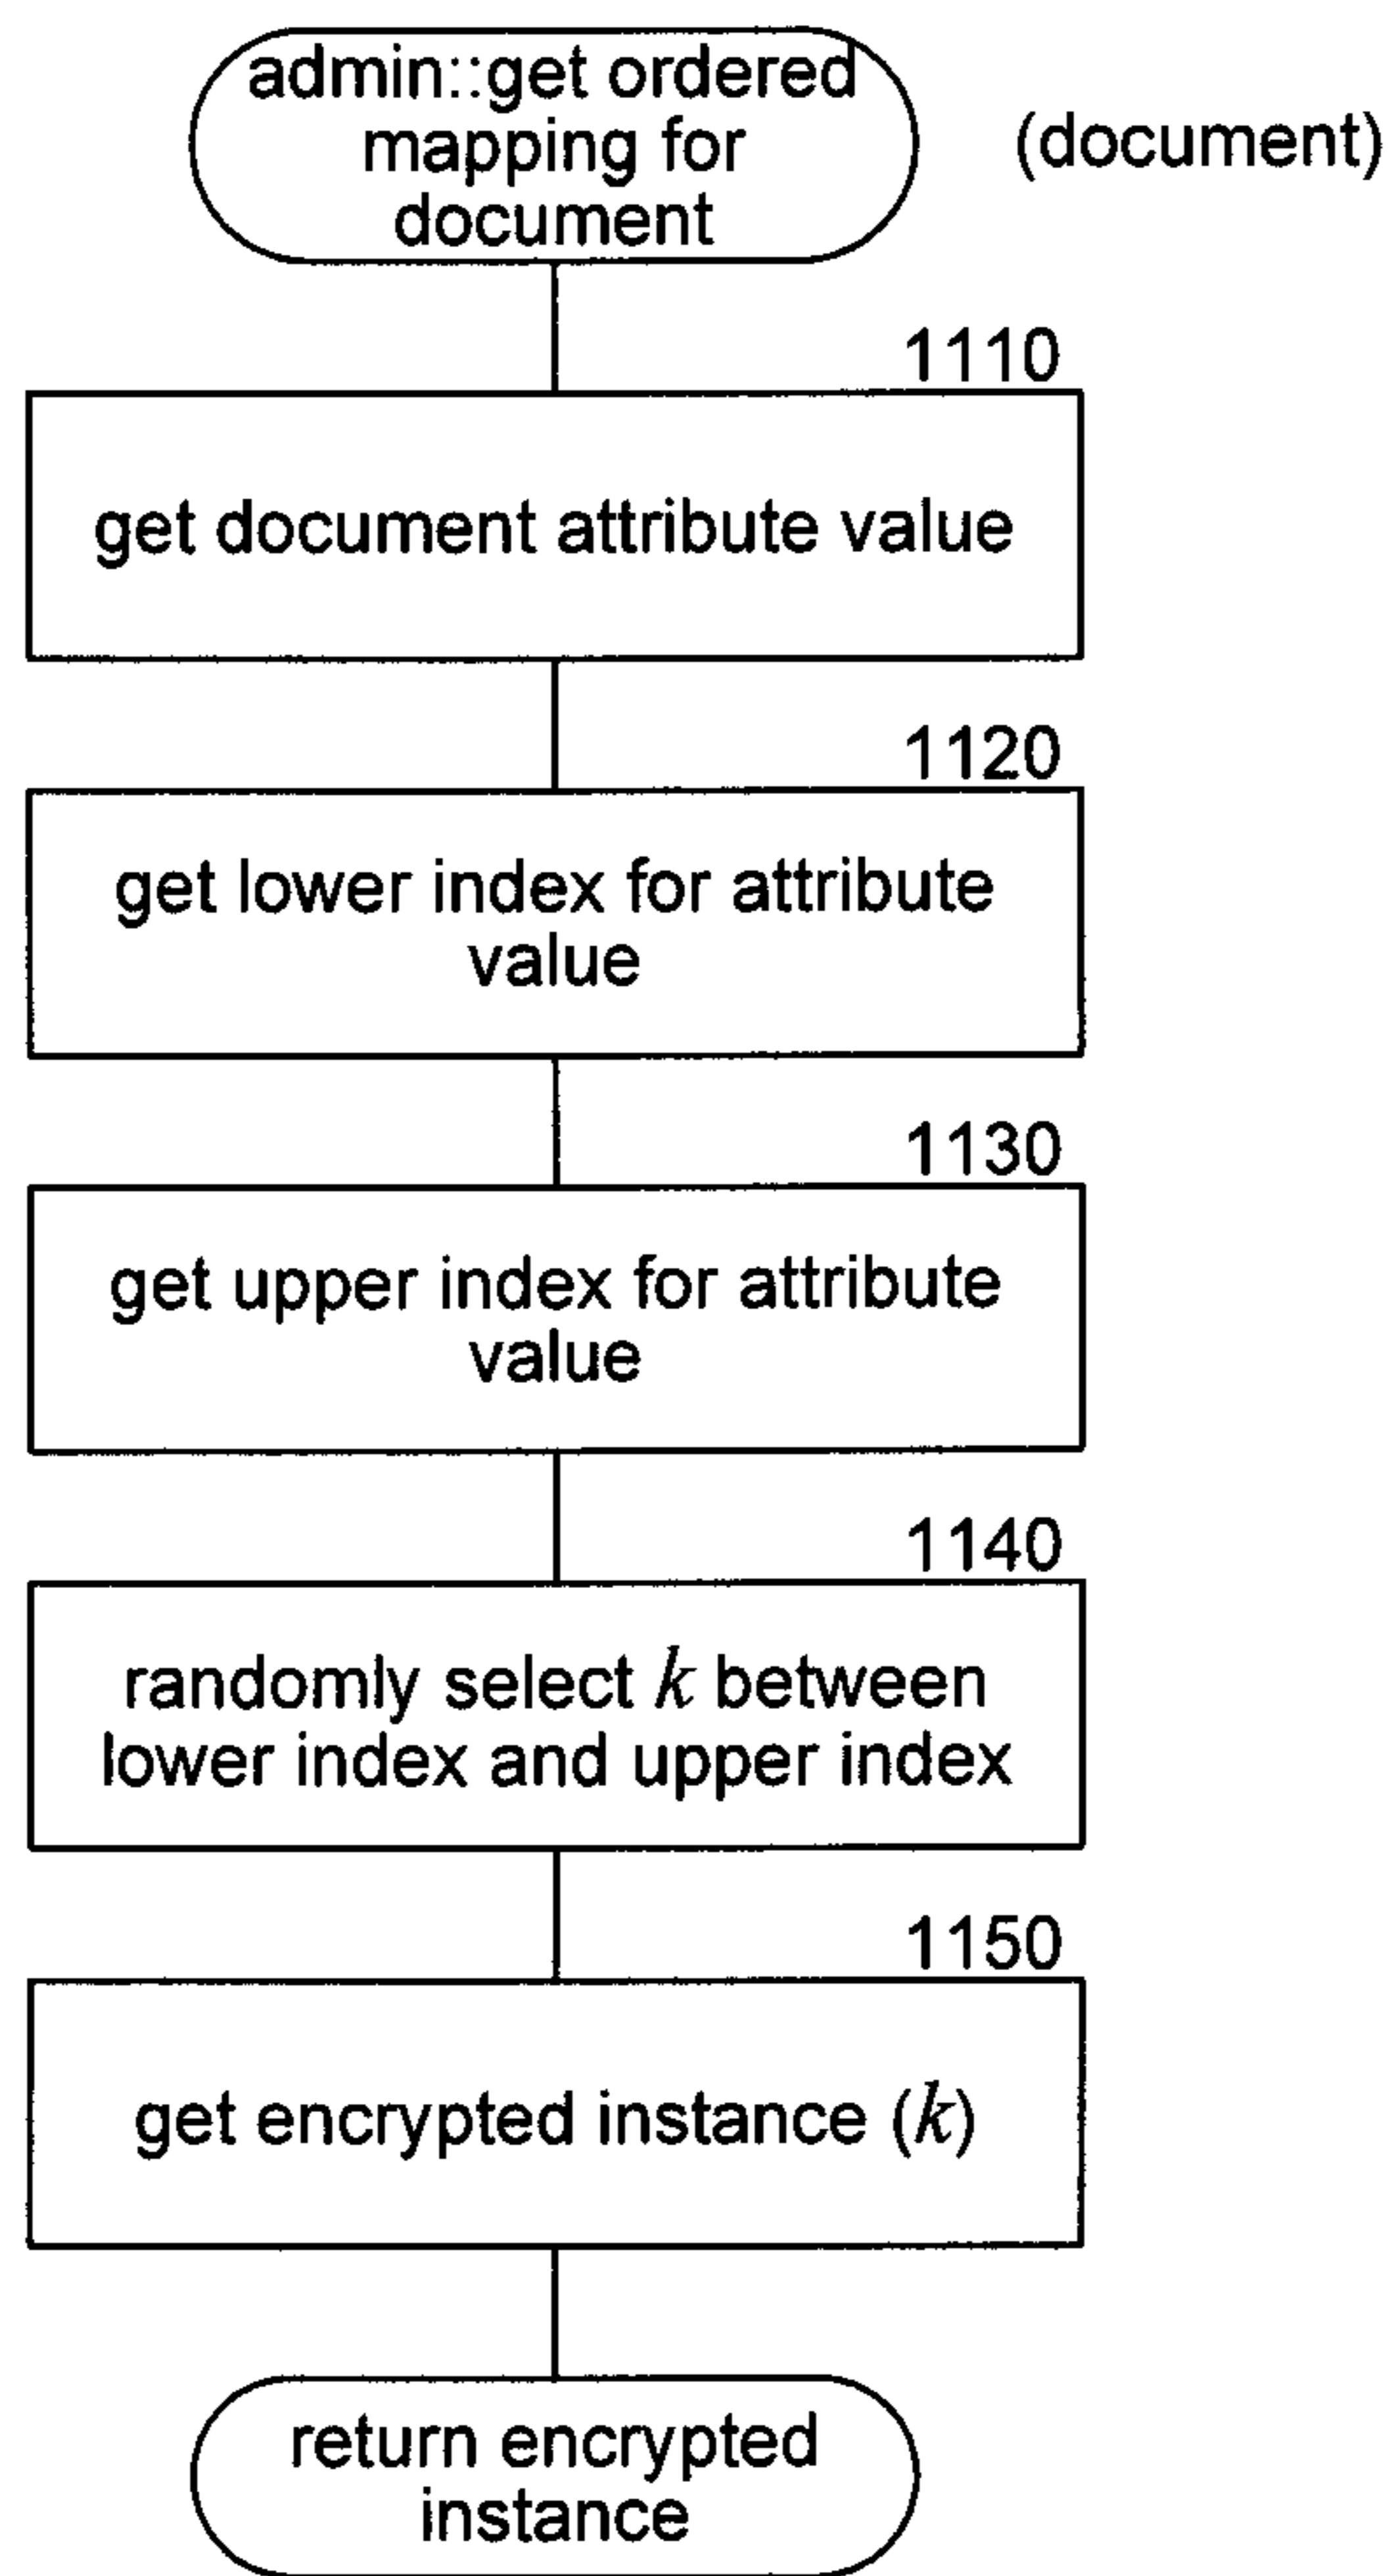 admin::get ordered
mapping for
document
(document)
1110
get document attribute value
1120
get lower index for attribute
value
1130
get upper index for attribute
value
1140
randomly select k between
lower index and upper index
1150
get encrypted instance (k)
return encrypted
instance